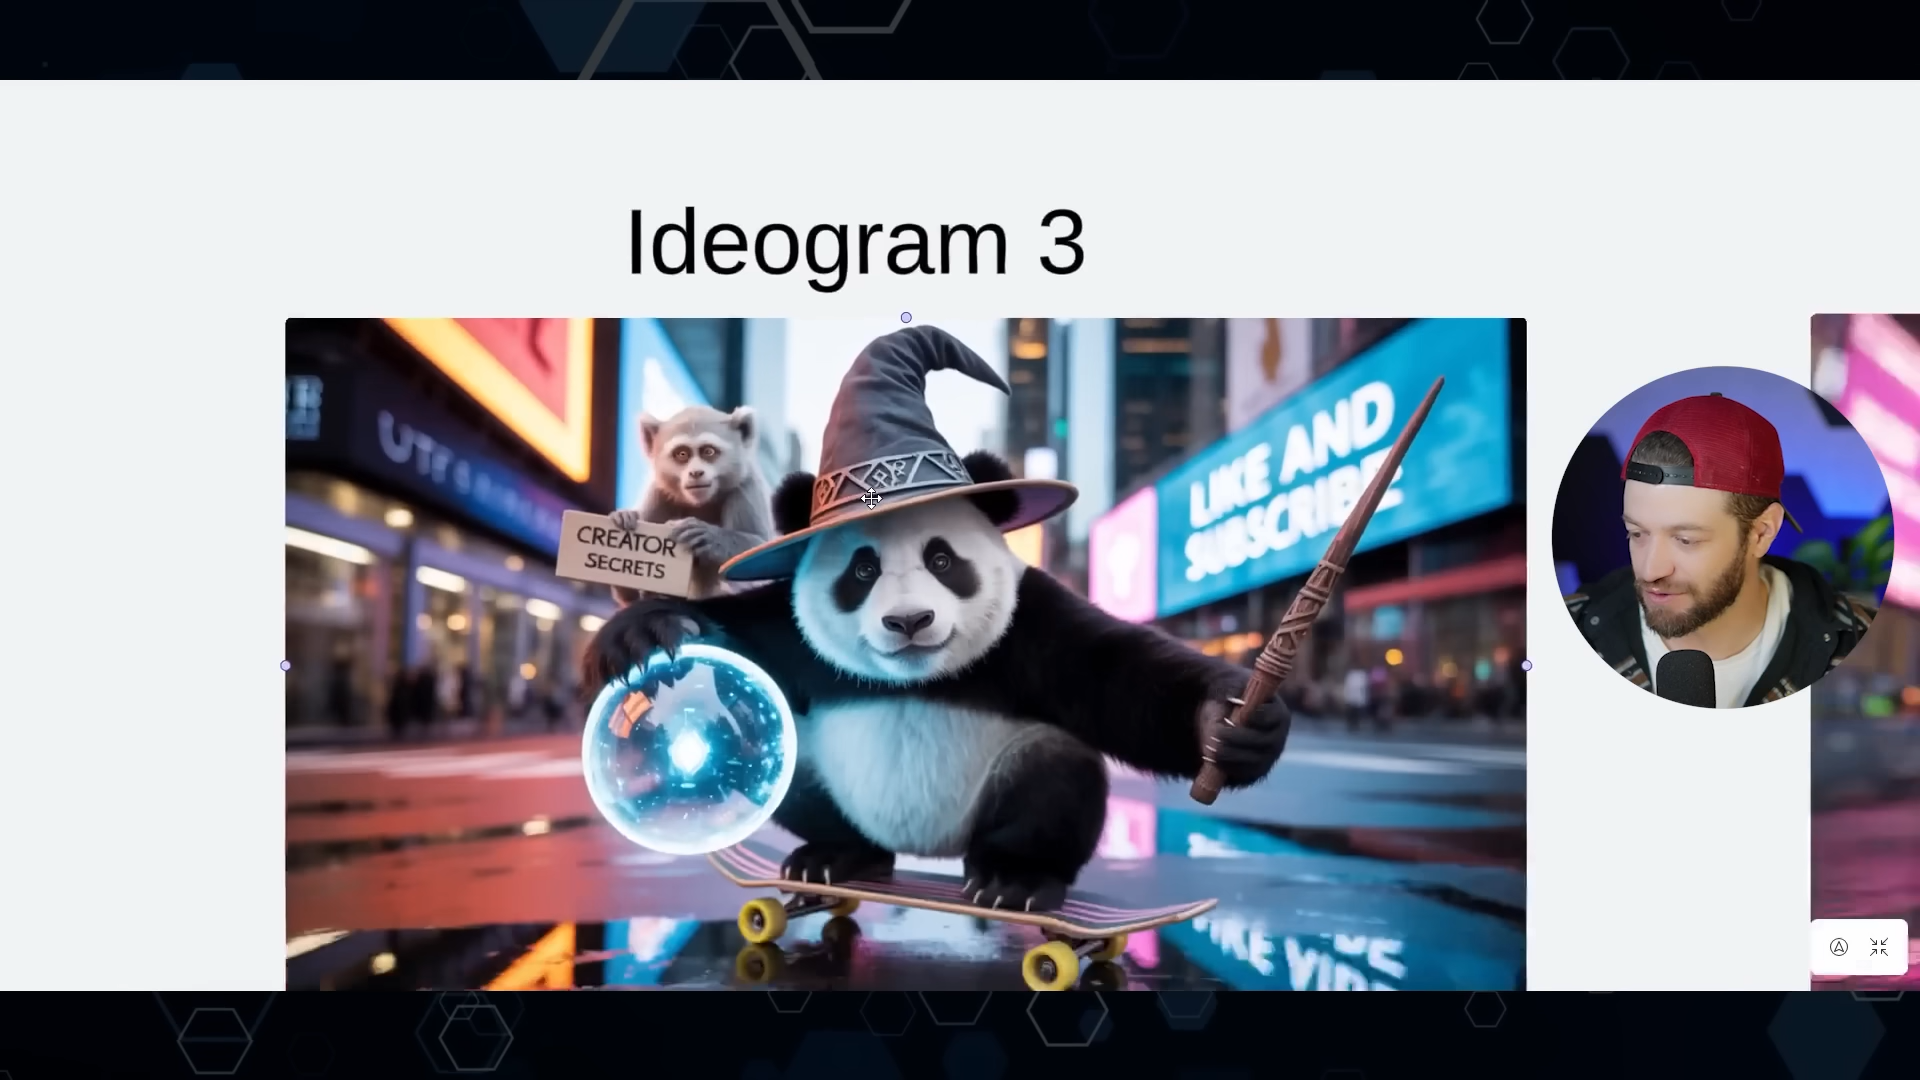 Ideogram 3
LIKE AND
SUBSCRIBE
CREATOR
SECRETS